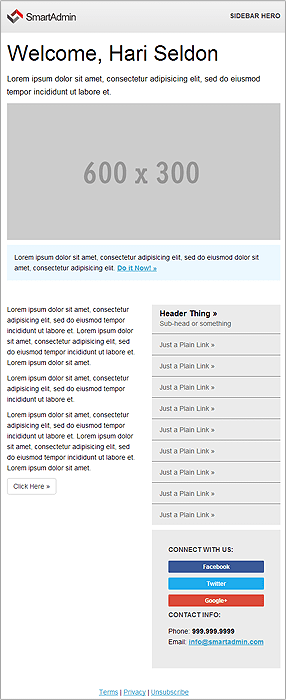 SmartAdmin SIDEBAR HERO
Welcome, Hari Seldon
Lorem ipsum dolor sit amet, consectetur adipisicing elit, sed do eiusmod
tempor incididunt ut labore et.
600 x 300
Lorem ipsum dolor sit amet, consectetur adipisicing elit, sed do eiusmod tempor incididunt ut labore et. Lorem ipsum dolor sit
amet, consectetur adipisicing elit. Do it Now! »
Lorem ipsum dolor sit amet,
consectetur adipisicing elit, sed do
eiusmod tempor incididunt ut
labore et. Lorem ipsum dolor sit
amet, consectetur adipisicing elit,
sed do eiusmod tempor incididunt
ut labore et. Lorem ipsum dolor sit
amet.
Lorem ipsum dolor sit amet,
consectetur adipisicing elit, sed do
eiusmod tempor incididunt ut
labore et.
Lorem ipsum dolor sit amet,
consectetur adipisicing elit, sed do
eiusmod tempor incididunt ut
labore et. Lorem ipsum dolor sit
amet, consectetur adipisicing elit,
sed do eiusmod tempor incididunt
ut labore et. Lorem ipsum dolor sit
amet.
Click Here »
Header Thing »
Sub-head or something
Just a Plain Link »
Just a Plain Link »
Just a Plain Link »
Just a Plain Link »
Just a Plain Link »
Just a Plain Link »
Just a Plain Link »
Just a Plain Link »
Just a Plain Link »
CONNECT WITH US:
Facebook
Twitter
Google+
CONTACT INFO:
Phone: 999.999.9999
Email: info@smartadmin.com
Terms | Privacy | Unsubscribe